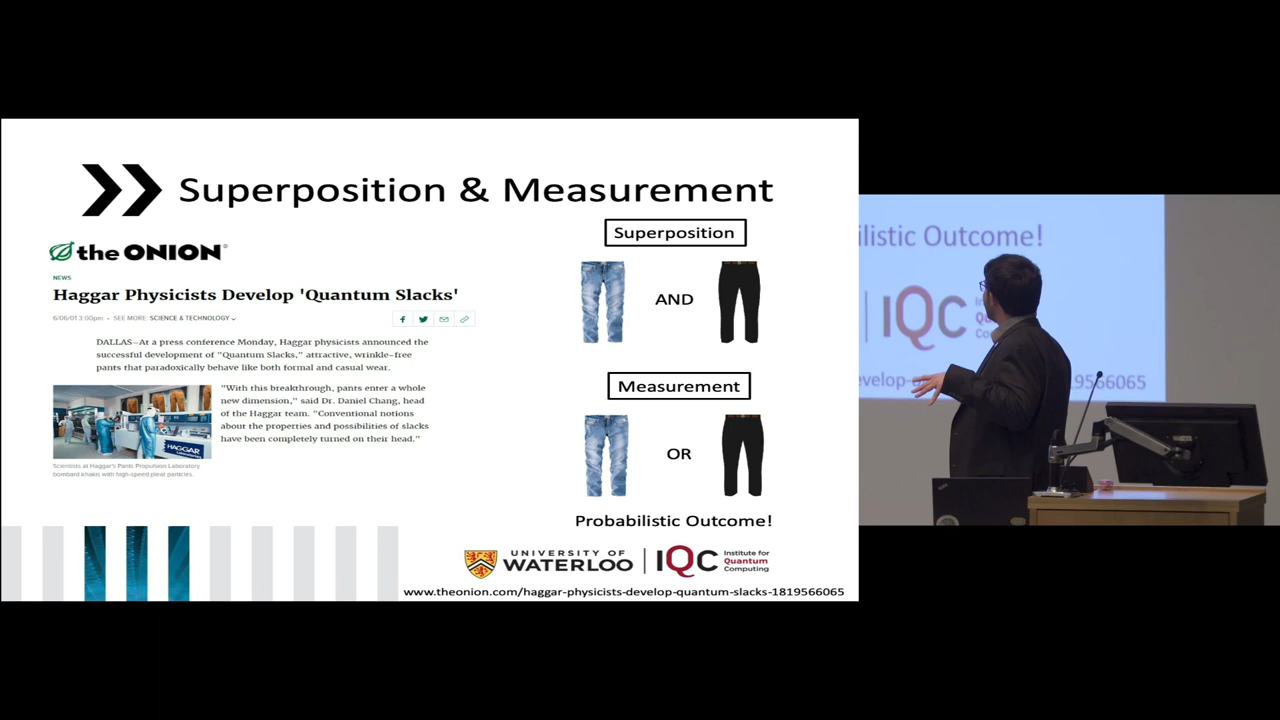 Superposition & Measurement
the ONION®
NEWS
Haggar Physicists Develop 'Quantum Slacks'
6/06/01 3:00pm • SEE MORE: SCIENCE & TECHNOLOGY
DALLAS—At a press conference Monday, Haggar physicists announced the
successful development of "Quantum Slacks," attractive, wrinkle-free
pants that paradoxically behave like both formal and casual wear.
"With this breakthrough, pants enter a whole
new dimension," said Dr. Daniel Chang, head
of the Haggar team. "Conventional notions
about the properties and possibilities of slacks
have been completely turned on their head."
HAGGAR
Scientists at Haggar's Pants Propulsion Laboratory
bombard khakis with high-speed pleat particles.
Superposition
AND
Measurement
OR
Probabilistic Outcome!
UNIVERSITY OF
WATERLOO
IQC
Institute for
Quantum
Computing
www.theonion.com/haggar-physicists-develop-quantum-slacks-1819566065
ilistic Outcome!
IQC
evelop-
19566065